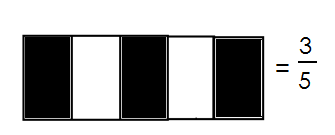 = 3/5